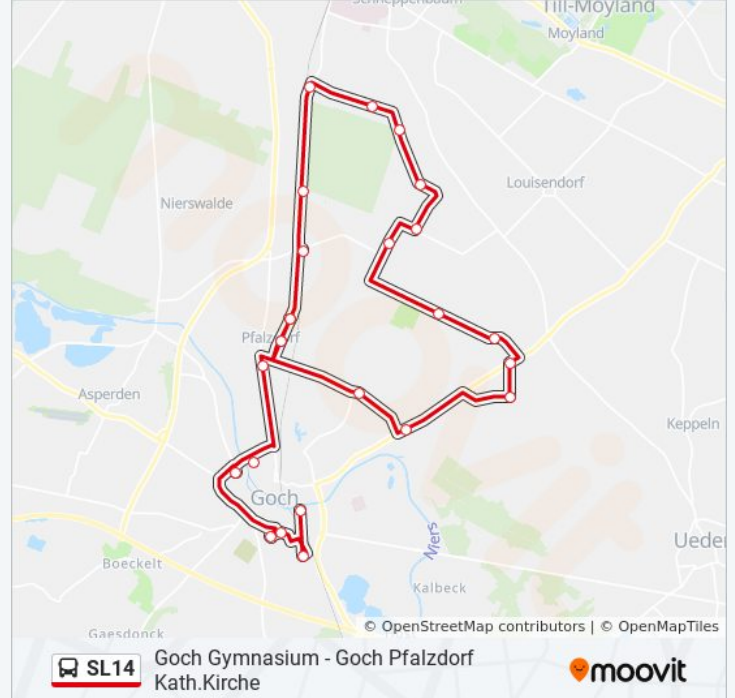 Till-Moyland
Moyland
Louisendorf
Nierswalde
Pfalzdorf
Asperden
Keppeln
Goch
Niers
Ueder
Boeckelt
Kalbeck
Gaesdonck
© OpenStreetMap contributors | © OpenMapTiles
SL14
Goch Gymnasium - Goch Pfalzdorf
Kath.Kirche
moovit